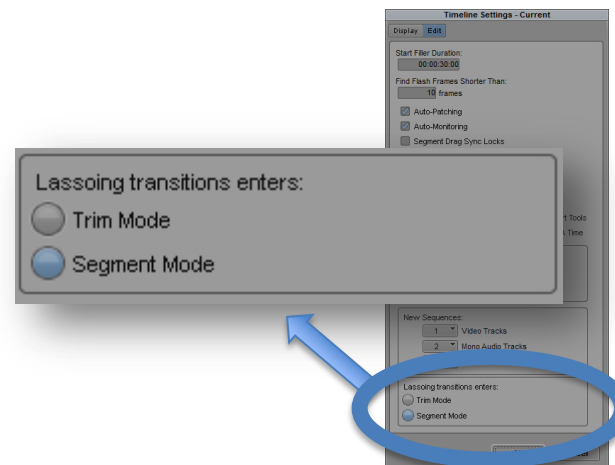 Timeline Settings - Current
Display Edit
Start Filler Duration:
00:00:30:00
Find Flash Frames Shorter Than:
10 frames
Auto-Patching
Auto-Monitoring
Segment Drag Sync Locks
Lassoing transitions enters:
Trim Mode
Segment Mode
Tools
Time
New Sequences:
1 Video Tracks
2 Mono Audio Tracks
Lassoing transitions enters:
Trim Mode
Segment Mode